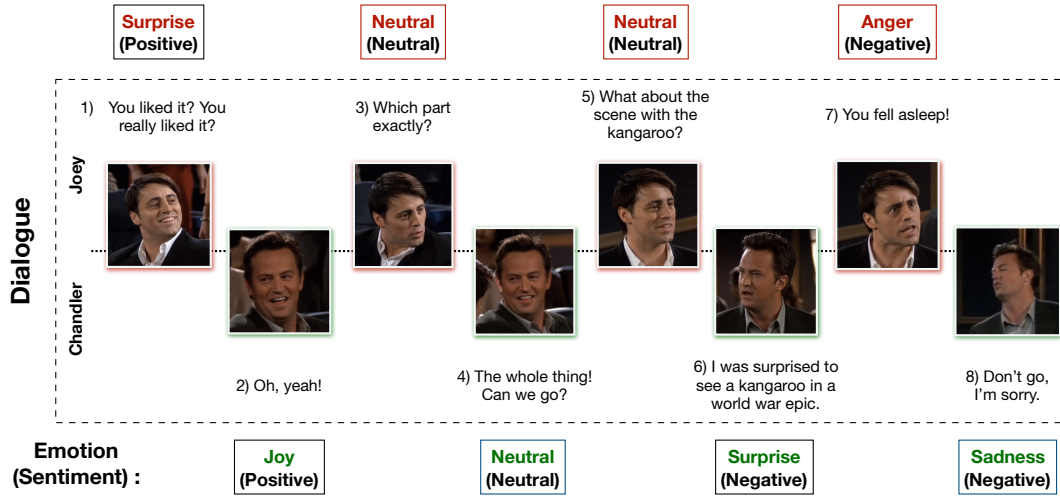 Surprise
(Positive)
Neutral
(Neutral)
Neutral
(Neutral)
Anger
(Negative)
Dialogue
Joey
Chandler
1) You liked it? You
really liked it?
3) Which part
exactly?
5) What about the
scene with the
kangaroo?
7) You fell asleep!
2) Oh, yeah!
4) The whole thing!
Can we go?
6) I was surprised to
see a kangaroo in a
world war epic.
8) Don’t go,
I’m sorry.
Emotion
(Sentiment) :
Joy
(Positive)
Neutral
(Neutral)
Surprise
(Negative)
Sadness
(Negative)